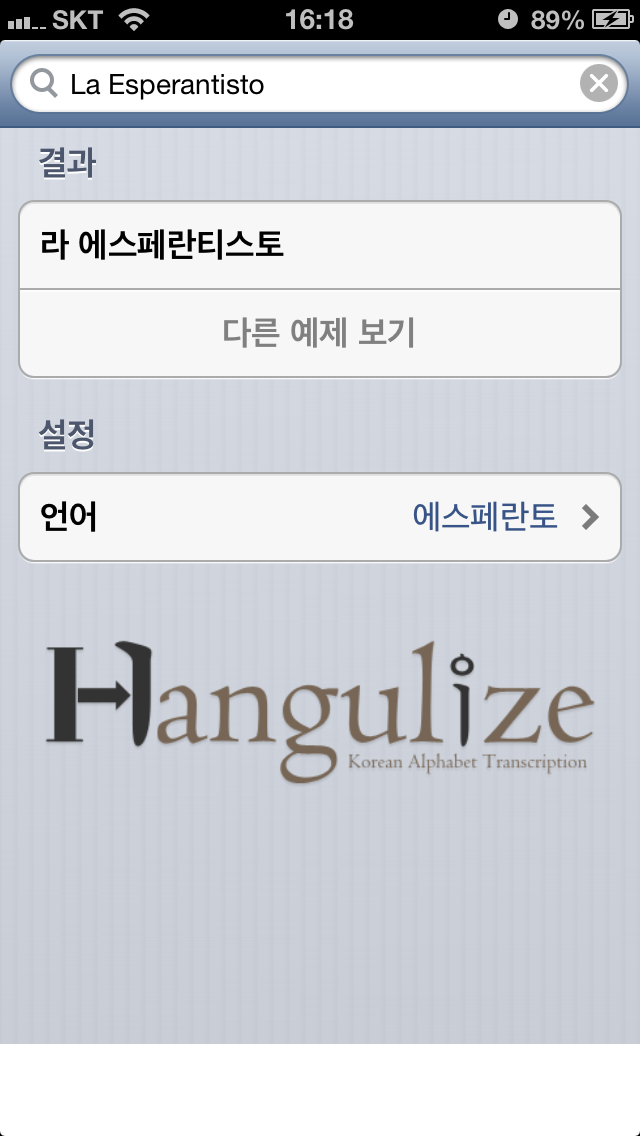 SKT 16:18 89%
La Esperantisto
결과
라 에스페란티스토
다른 예제 보기
설정
언어 에스페란토
Hangulize
Korean Alphabet Transcription